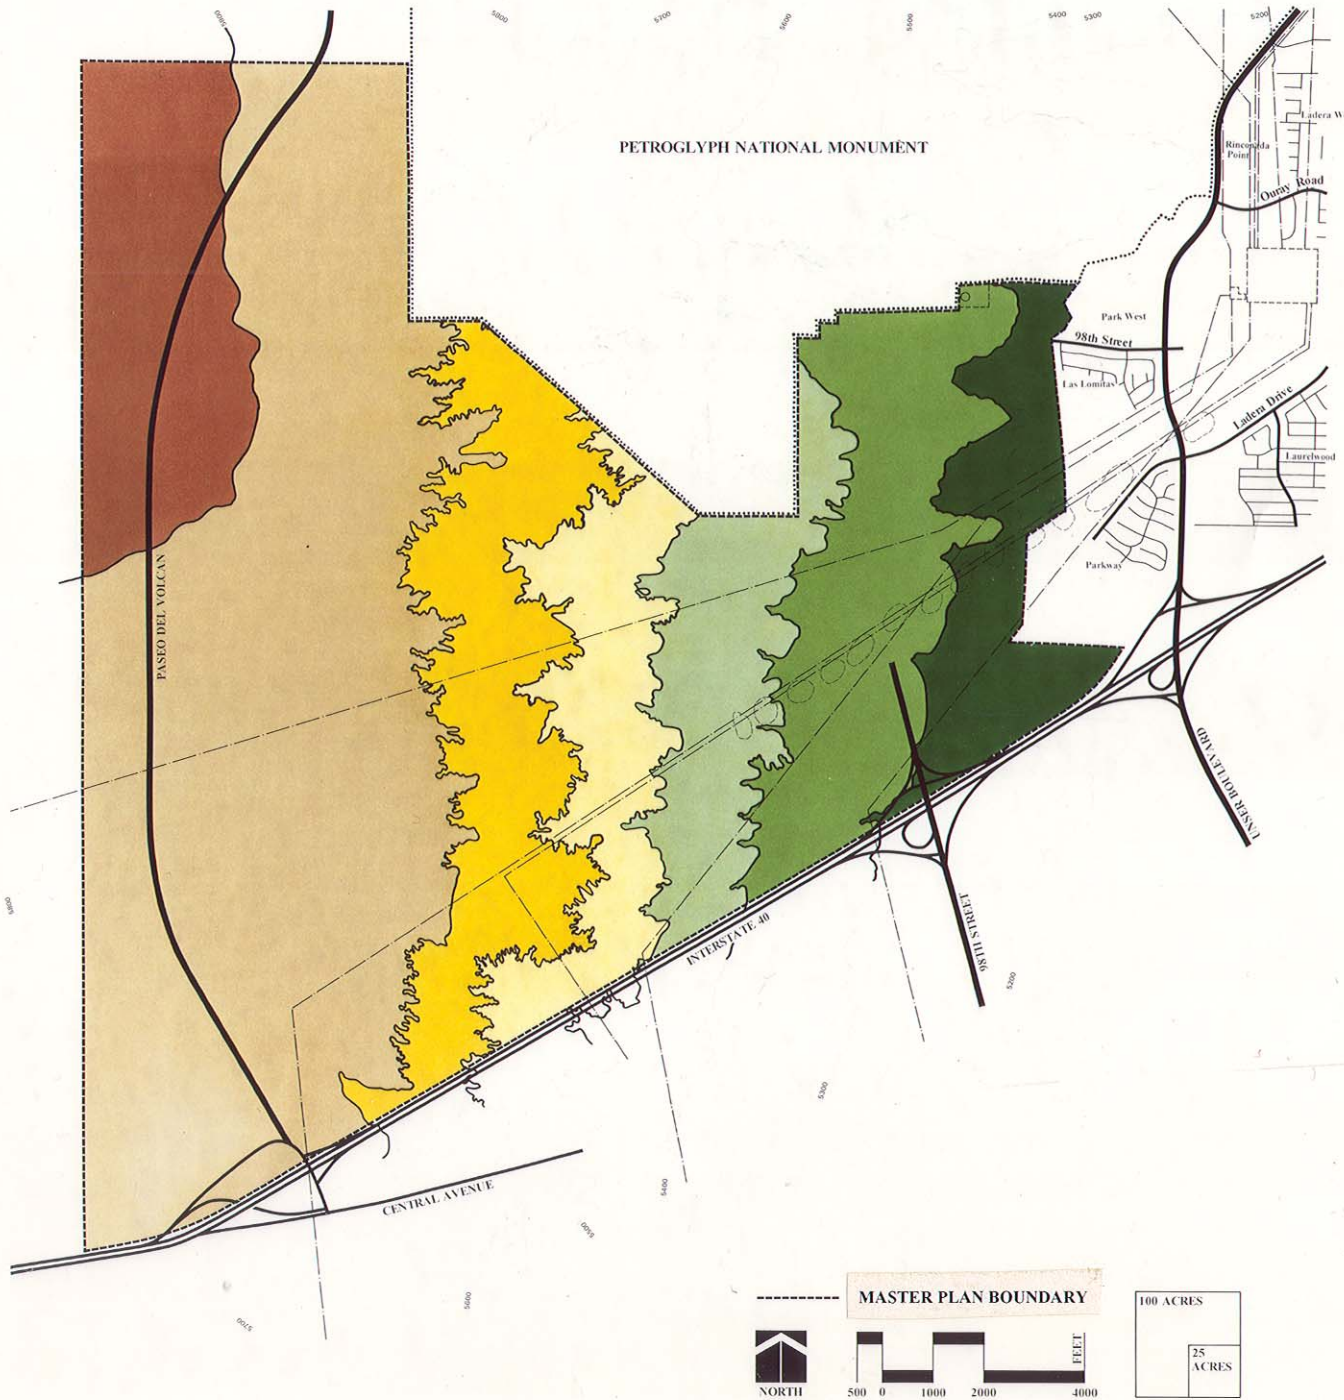 5800
5800
5700
5600
5500
5400
5300
5200
PETROGLYPH NATIONAL MONUMENT
Ladera W
Rinconada
Point
Ouray Road
Park West
98th Street
Las Lomitas
Ladera Drive
Laurelwood
Parkway
PASEO DEL VOLCAN
UNSER BOULEVARD
5800
INTERSTATE 40
98TH STREET
5200
5300
5400
CENTRAL AVENUE
5500
5600
5700
MASTER PLAN BOUNDARY
100 ACRES
25
ACRES
FEET
NORTH
500 0 1000 2000 4000